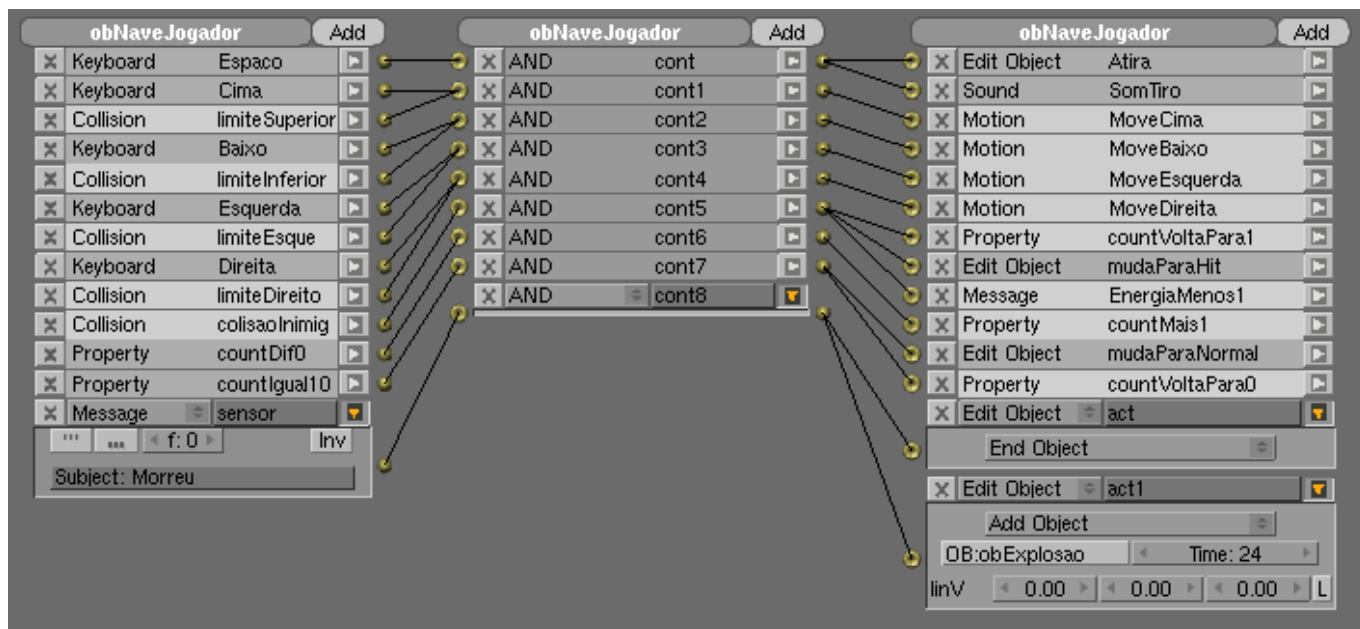 obNaveJogador Add
Keyboard Espaco
Keyboard Cima
Collision limiteSuperior
Keyboard Baixo
Collision limiteInferior
Keyboard Esquerda
Collision limiteEsque
Keyboard Direita
Collision limiteDireito
Collision colisaoInimig
Property countDif0
Property countIgual10
Message sensor
f: 0 Inv
Subject: Morreu
obNaveJogador Add
AND cont
AND cont1
AND cont2
AND cont3
AND cont4
AND cont5
AND cont6
AND cont7
AND cont8
obNaveJogador Add
Edit Object Atira
Sound SomTiro
Motion MoveCima
Motion MoveBaixo
Motion MoveEsquerda
Motion MoveDireita
Property countVoltaPara1
Edit Object mudaParaHit
Message EnergiaMenos1
Property countMais1
Edit Object mudaParaNormal
Property countVoltaPara0
Edit Object act
End Object
Edit Object act1
Add Object
OB:obExplosao Time: 24
linV 0.00 0.00 0.00 L